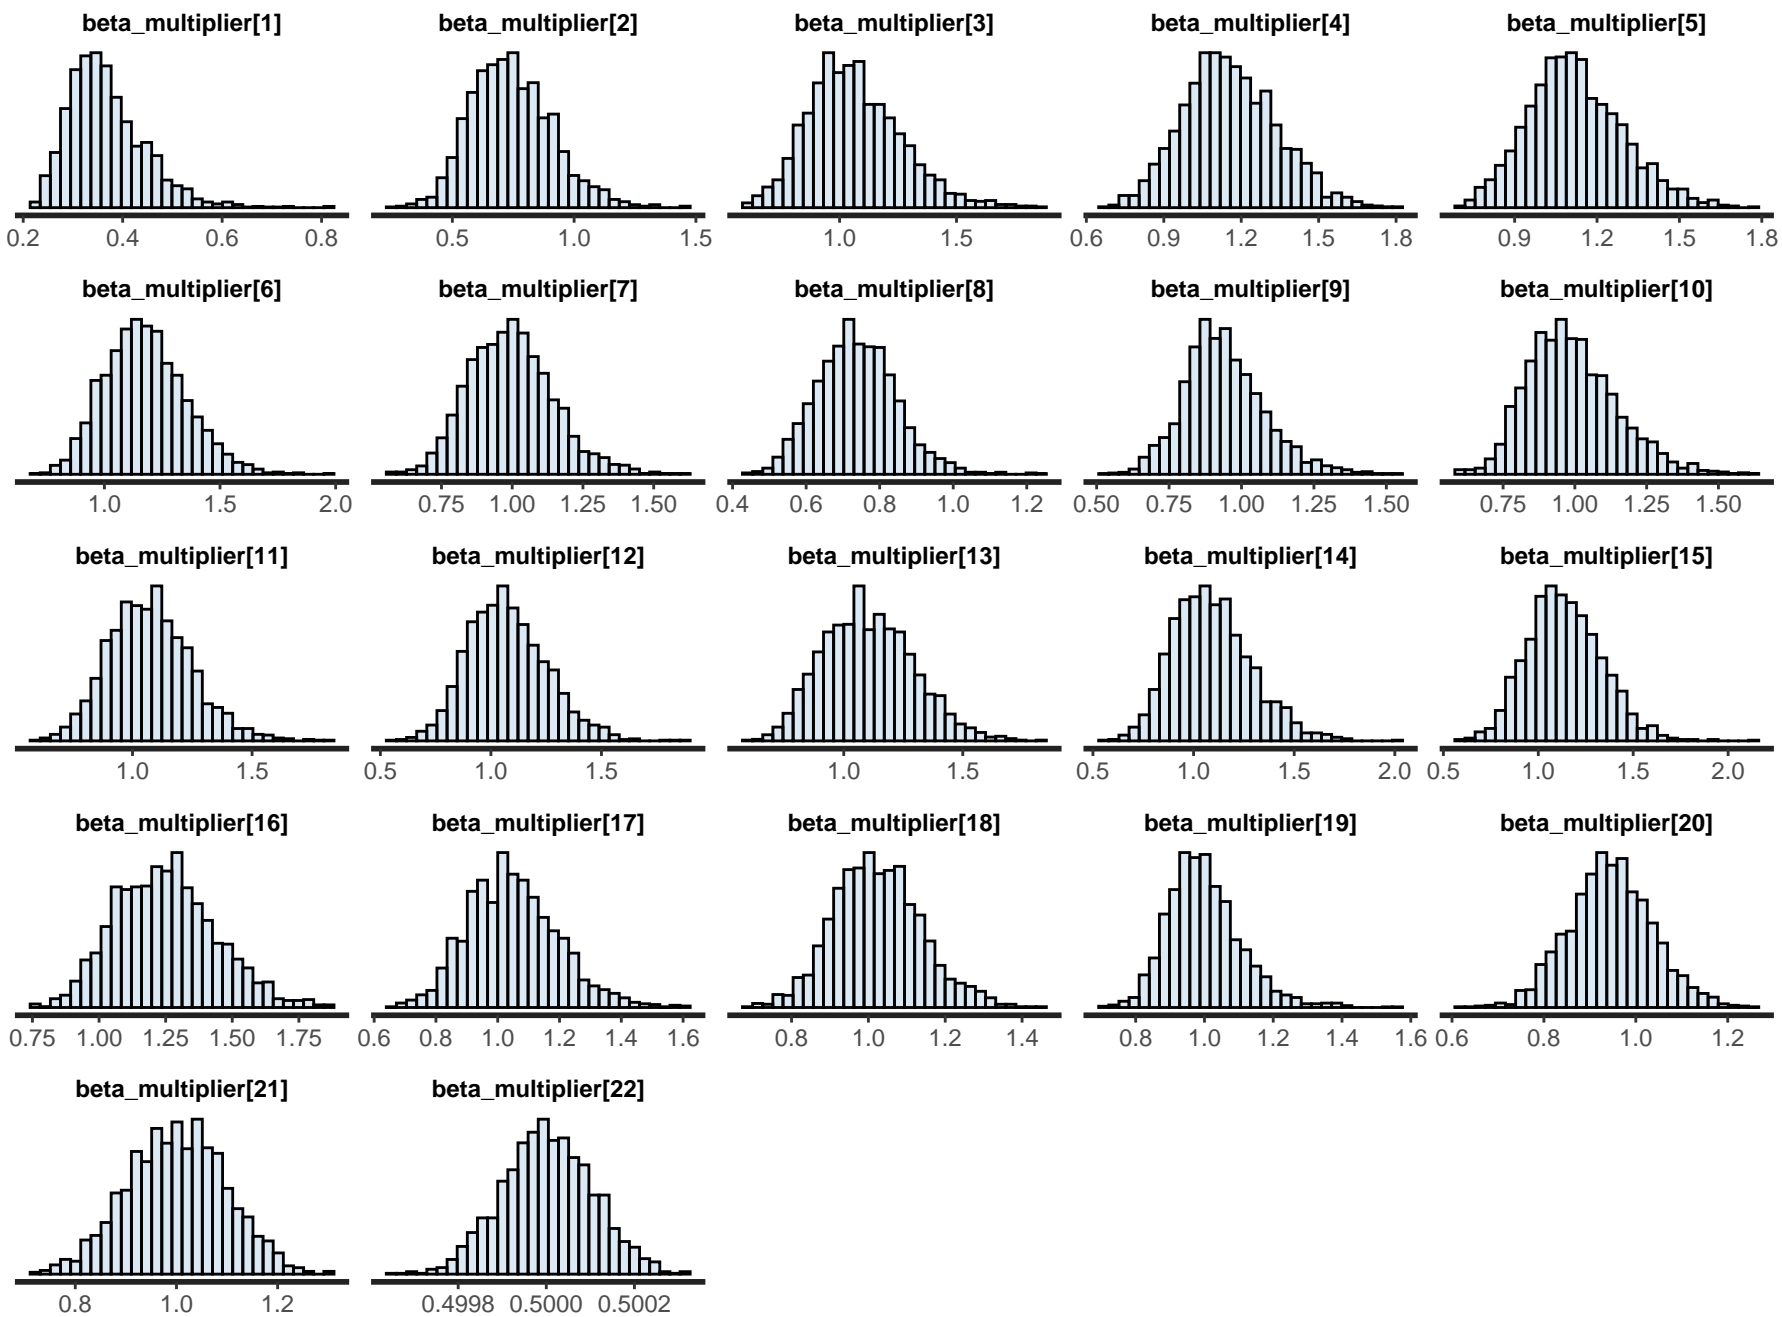 beta_multiplier[1] beta_multiplier[2] beta_multiplier[3] beta_multiplier[4] beta_multiplier[5]
0.2 0.4 0.6 0.8 0.5 1.0 1.5 1.0 1.5 0.6 0.9 1.2 1.5 1.8 0.9 1.2 1.5 1.8
beta_multiplier[6] beta_multiplier[7] beta_multiplier[8] beta_multiplier[9] beta_multiplier[10]
1.0 1.5 2.0 0.75 1.00 1.25 1.50 0.4 0.6 0.8 1.0 1.2 0.50 0.75 1.00 1.25 1.50 0.75 1.00 1.25 1.50
beta_multiplier[11] beta_multiplier[12] beta_multiplier[13] beta_multiplier[14] beta_multiplier[15]
1.0 1.5 0.5 1.0 1.5 1.0 1.5 0.5 1.0 1.5 2.0 0.5 1.0 1.5 2.0
beta_multiplier[16] beta_multiplier[17] beta_multiplier[18] beta_multiplier[19] beta_multiplier[20]
0.75 1.00 1.25 1.50 1.75 0.6 0.8 1.0 1.2 1.4 1.6 0.8 1.0 1.2 1.4 0.8 1.0 1.2 1.4 1.6 0.6 0.8 1.0 1.2
beta_multiplier[21] beta_multiplier[22]
0.8 1.0 1.2 0.4998 0.5000 0.5002